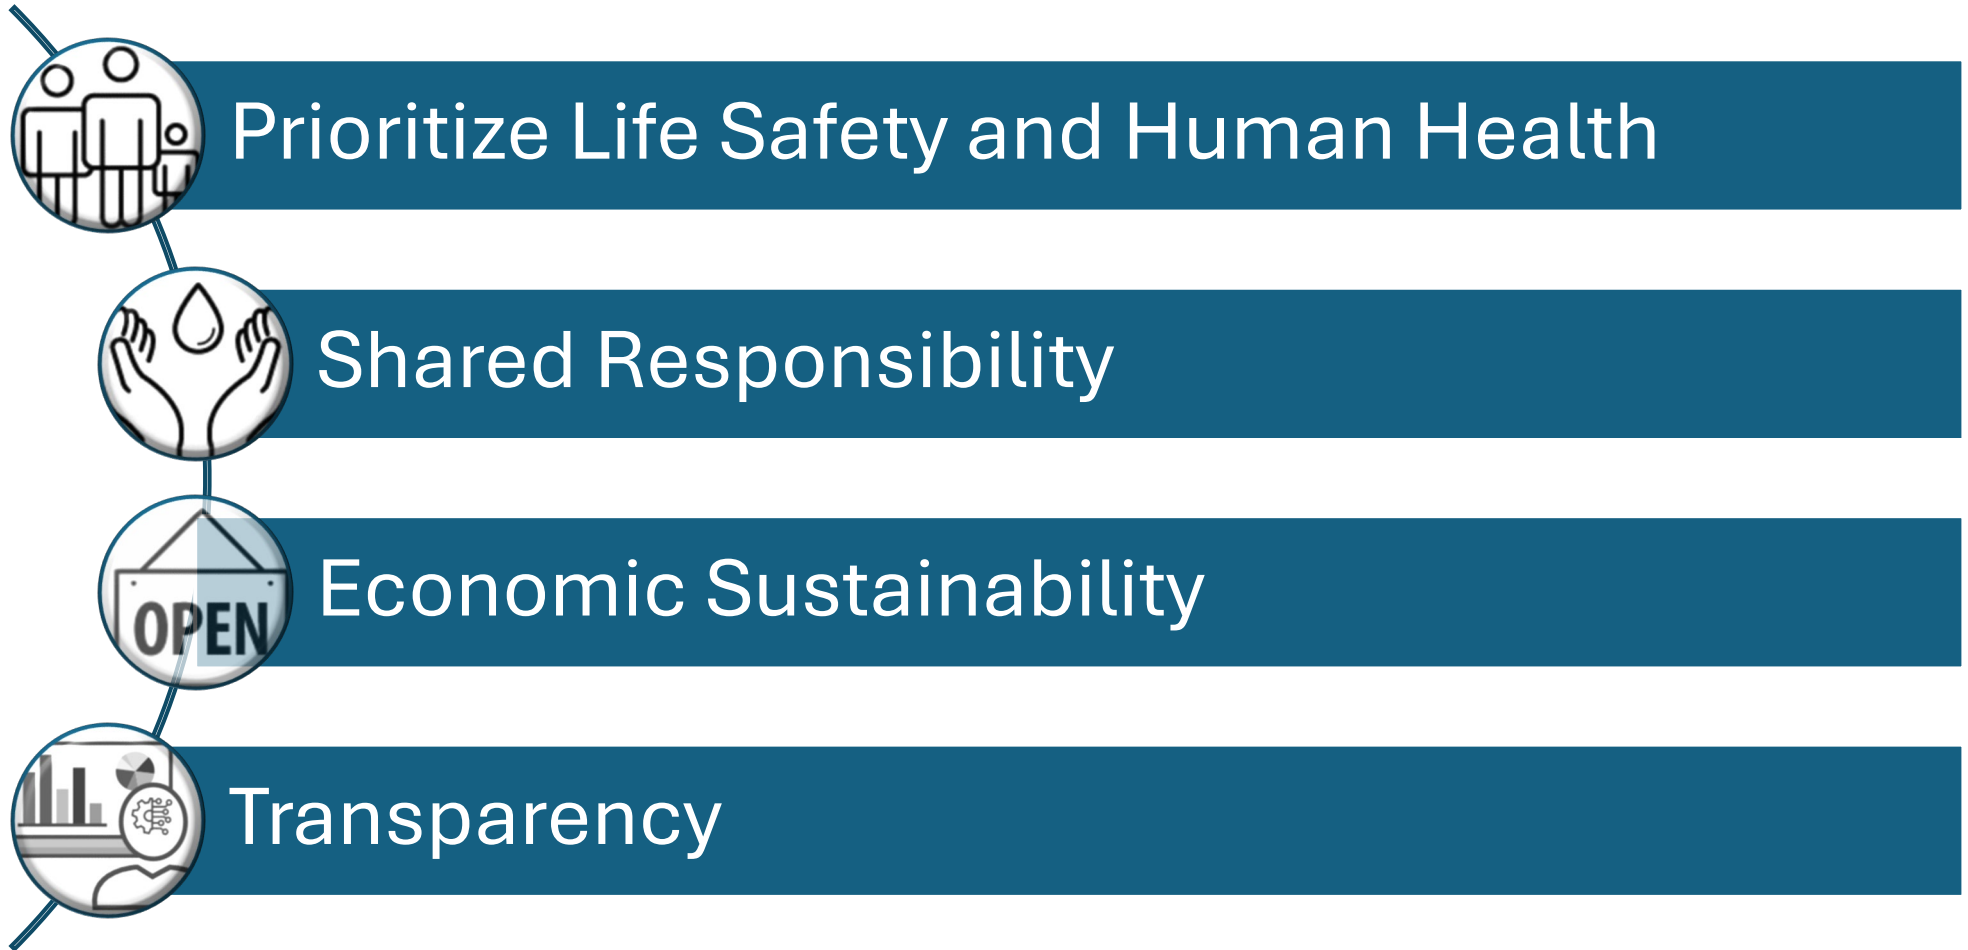 Prioritize Life Safety and Human Health
Shared Responsibility
OPEN
Economic Sustainability
Transparency